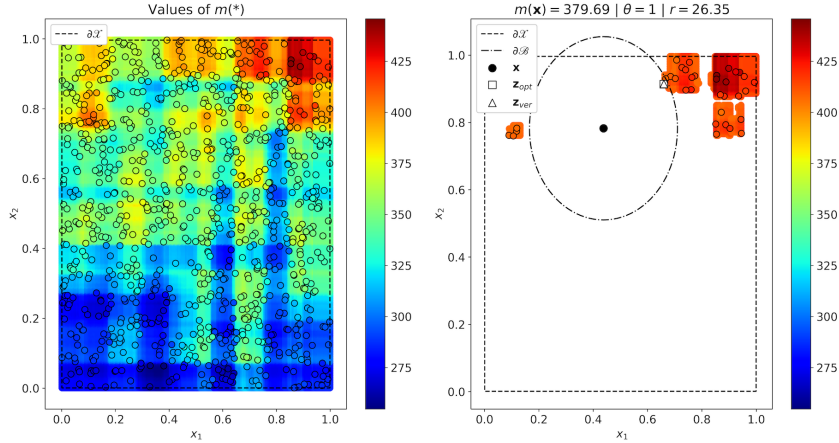 Values of m(*)
m(x) = 379.69 | θ = 1 | r = 26.35
∂𝒳
1.0
0.8
0.6
0.4
0.2
0.0
x₂
0.0 0.2 0.4 0.6 0.8 1.0
x₁
425
400
375
350
325
300
275
∂𝒳
∂ℬ
x
z_opt
z_ver
1.0
0.8
0.6
0.4
0.2
0.0
x₂
0.0 0.2 0.4 0.6 0.8 1.0
x₁
425
400
375
350
325
300
275